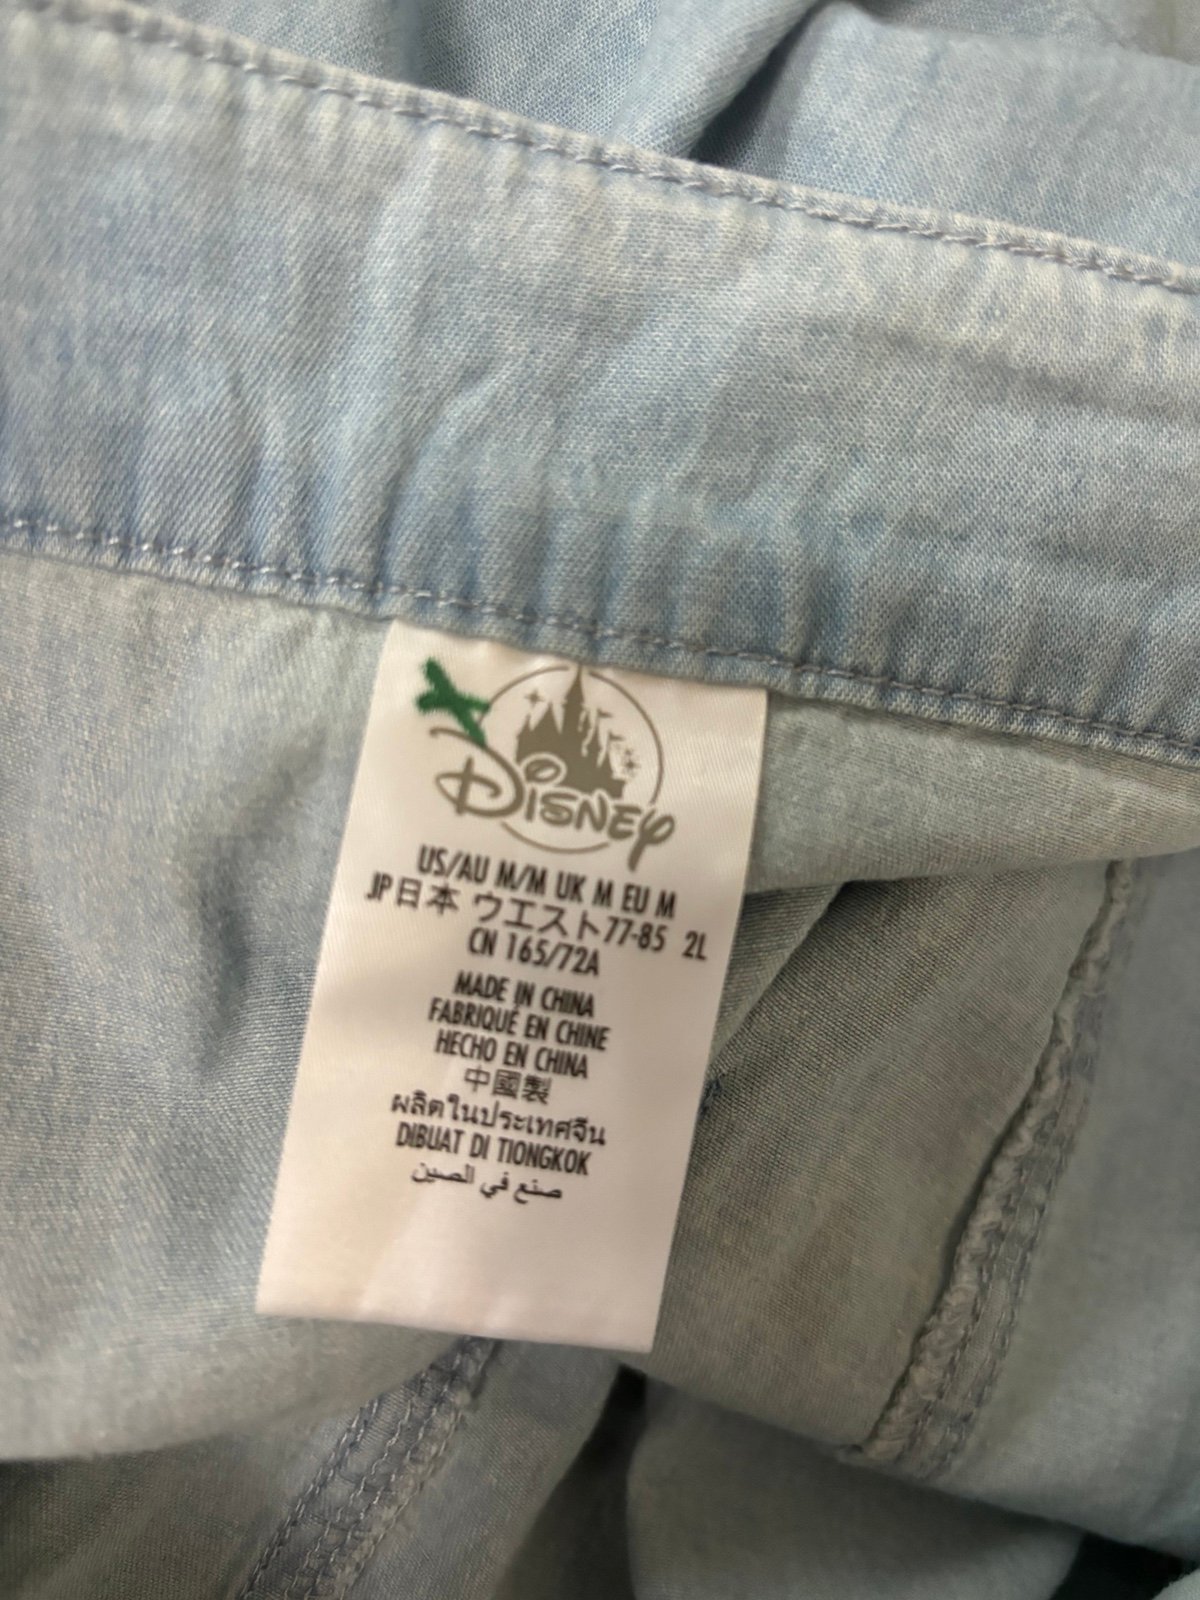 Disney
US/AU M/M UK M EU M
JP日本 ウエスト77-85 2L
CN 165/72A
MADE IN CHINA
FABRIQUÉ EN CHINE
HECHO EN CHINA
中國製
ผลิตในประเทศจีน
DIBUAT DI TIONGKOK
صنع في الصين